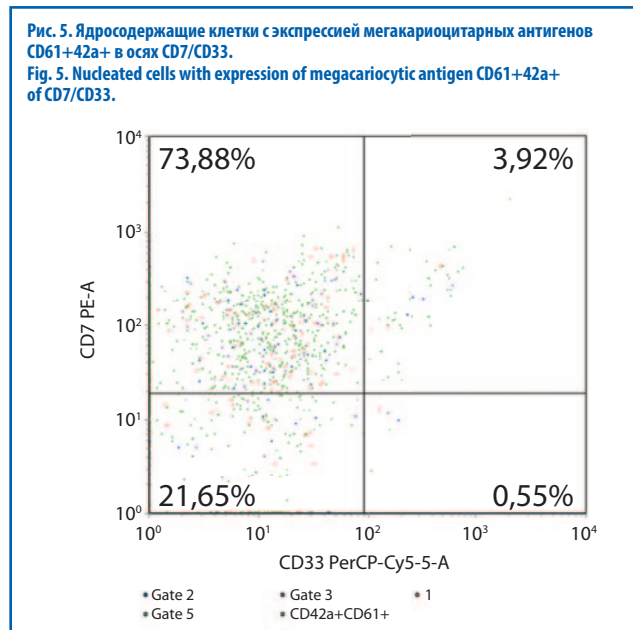 Рис. 5. Ядросодержащие клетки с экспрессией мегакариоцитарных антигенов
CD61+42a+ в осях CD7/CD33.
Fig. 5. Nucleated cells with expression of megacariocytic antigen CD61+42a+
of CD7/CD33.
10⁴
73,88%
3,92%
10³
CD7 PE-A
10²
10¹
21,65%
0,55%
10⁰
10⁰ 10¹ 10² 10³ 10⁴
CD33 PerCP-Cy5-5-A
Gate 2 Gate 3 1
Gate 5 CD42a+CD61+